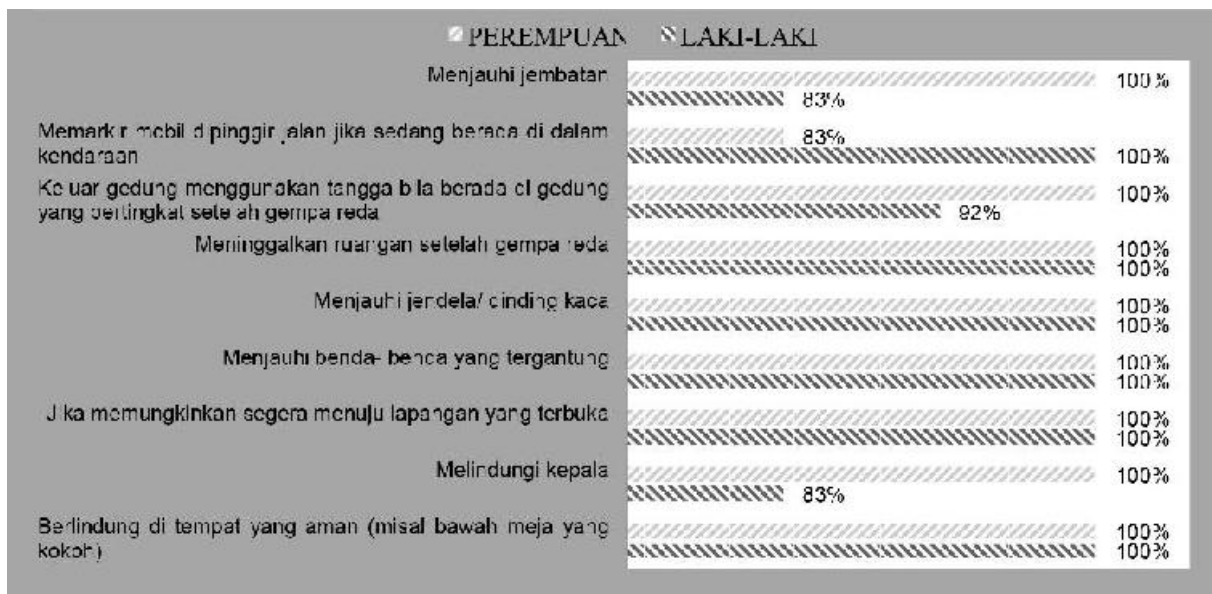 PEREMPUAN LAKI-LAKI
Menjauhi jembatan
100%
83%
Memarkir mobil dipinggir jalan jika sedang berada di dalam
kendaraan
83%
100%
Keluar gedung menggunakan tangga bila berada di gedung
yang bertingkat setelah gempa reda
100%
92%
Meninggalkan ruangan setelah gempa reda
100%
100%
Menjauhi jendela/ dinding kaca
100%
100%
Menjauhi benda- benda yang tergantung
100%
100%
Jika memungkinkan segera menuju lapangan yang terbuka
100%
100%
Melindungi kepala
100%
83%
Berlindung di tempat yang aman (misal bawah meja yang
kokoh)
100%
100%